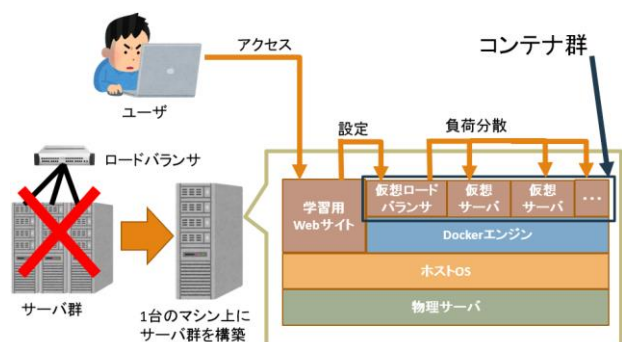 アクセス
コンテナ群
ユーザ
設定
負荷分散
ロードバランサ
学習用
Webサイト
仮想ロード
バランサ
仮想
サーバ
仮想
サーバ
...
Dockerエンジン
ホストOS
物理サーバ
サーバ群
1台のマシン上に
サーバ群を構築